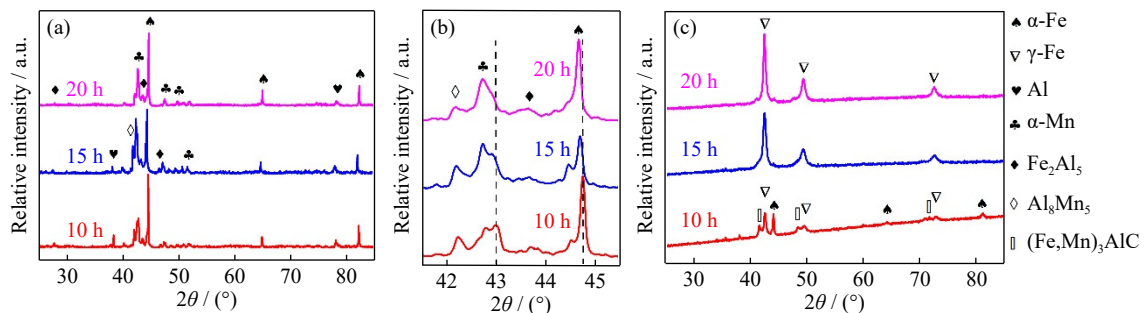 (a)
Relative intensity / a.u.
20 h
15 h
10 h
30 40 50 60 70 80
2θ / (°)
(b)
Relative intensity / a.u.
20 h
15 h
10 h
42 43 44 45
2θ / (°)
(c)
Relative intensity / a.u.
20 h
15 h
10 h
30 40 50 60 70 80
2θ / (°)
♠ α-Fe
▽ γ-Fe
♥ Al
♣ α-Mn
♦ Fe₂Al₅
◊ Al₈Mn₅
▯ (Fe,Mn)₃AlC